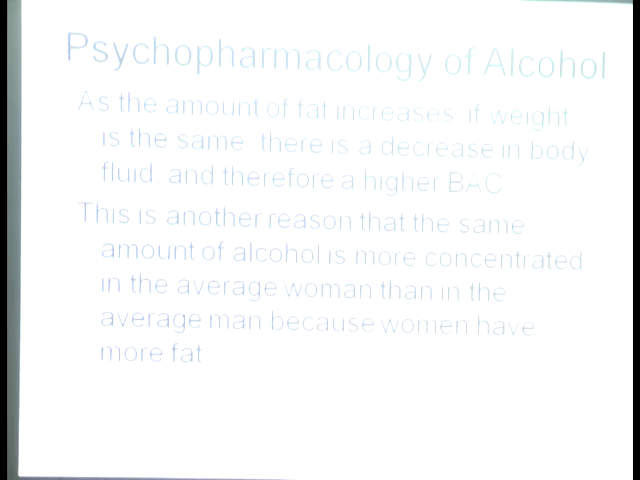 Psychopharmacology of Alcohol
As the amount of fat increases, if weight
is the same, there is a decrease in body
fluid, and therefore a higher BAC
This is another reason that the same
amount of alcohol is more concentrated
in the average woman than in the
average man because women have
more fat